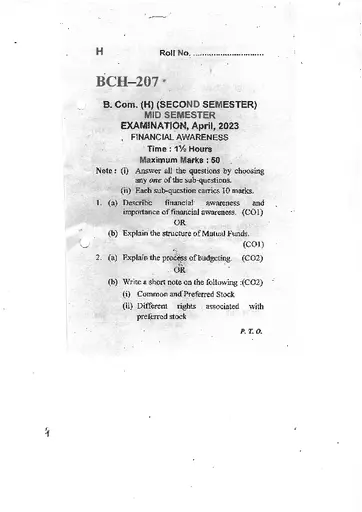 H Roll No. ..............................
BCH–207
B. Com. (H) (SECOND SEMESTER)
MID SEMESTER
EXAMINATION, April, 2023
FINANCIAL AWARENESS
Time : 1½ Hours
Maximum Marks : 50
Note : (i) Answer all the questions by choosing
any one of the sub-questions.
(ii) Each sub-question carries 10 marks.
1. (a) Describe financial awareness and
importance of financial awareness. (CO1)
OR
(b) Explain the structure of Mutual Funds.
(CO1)
2. (a) Explain the process of budgeting. (CO2)
OR
(b) Write a short note on the following :(CO2)
(i) Common and Preferred Stock
(ii) Different rights associated with
preferred stock
P. T. O.